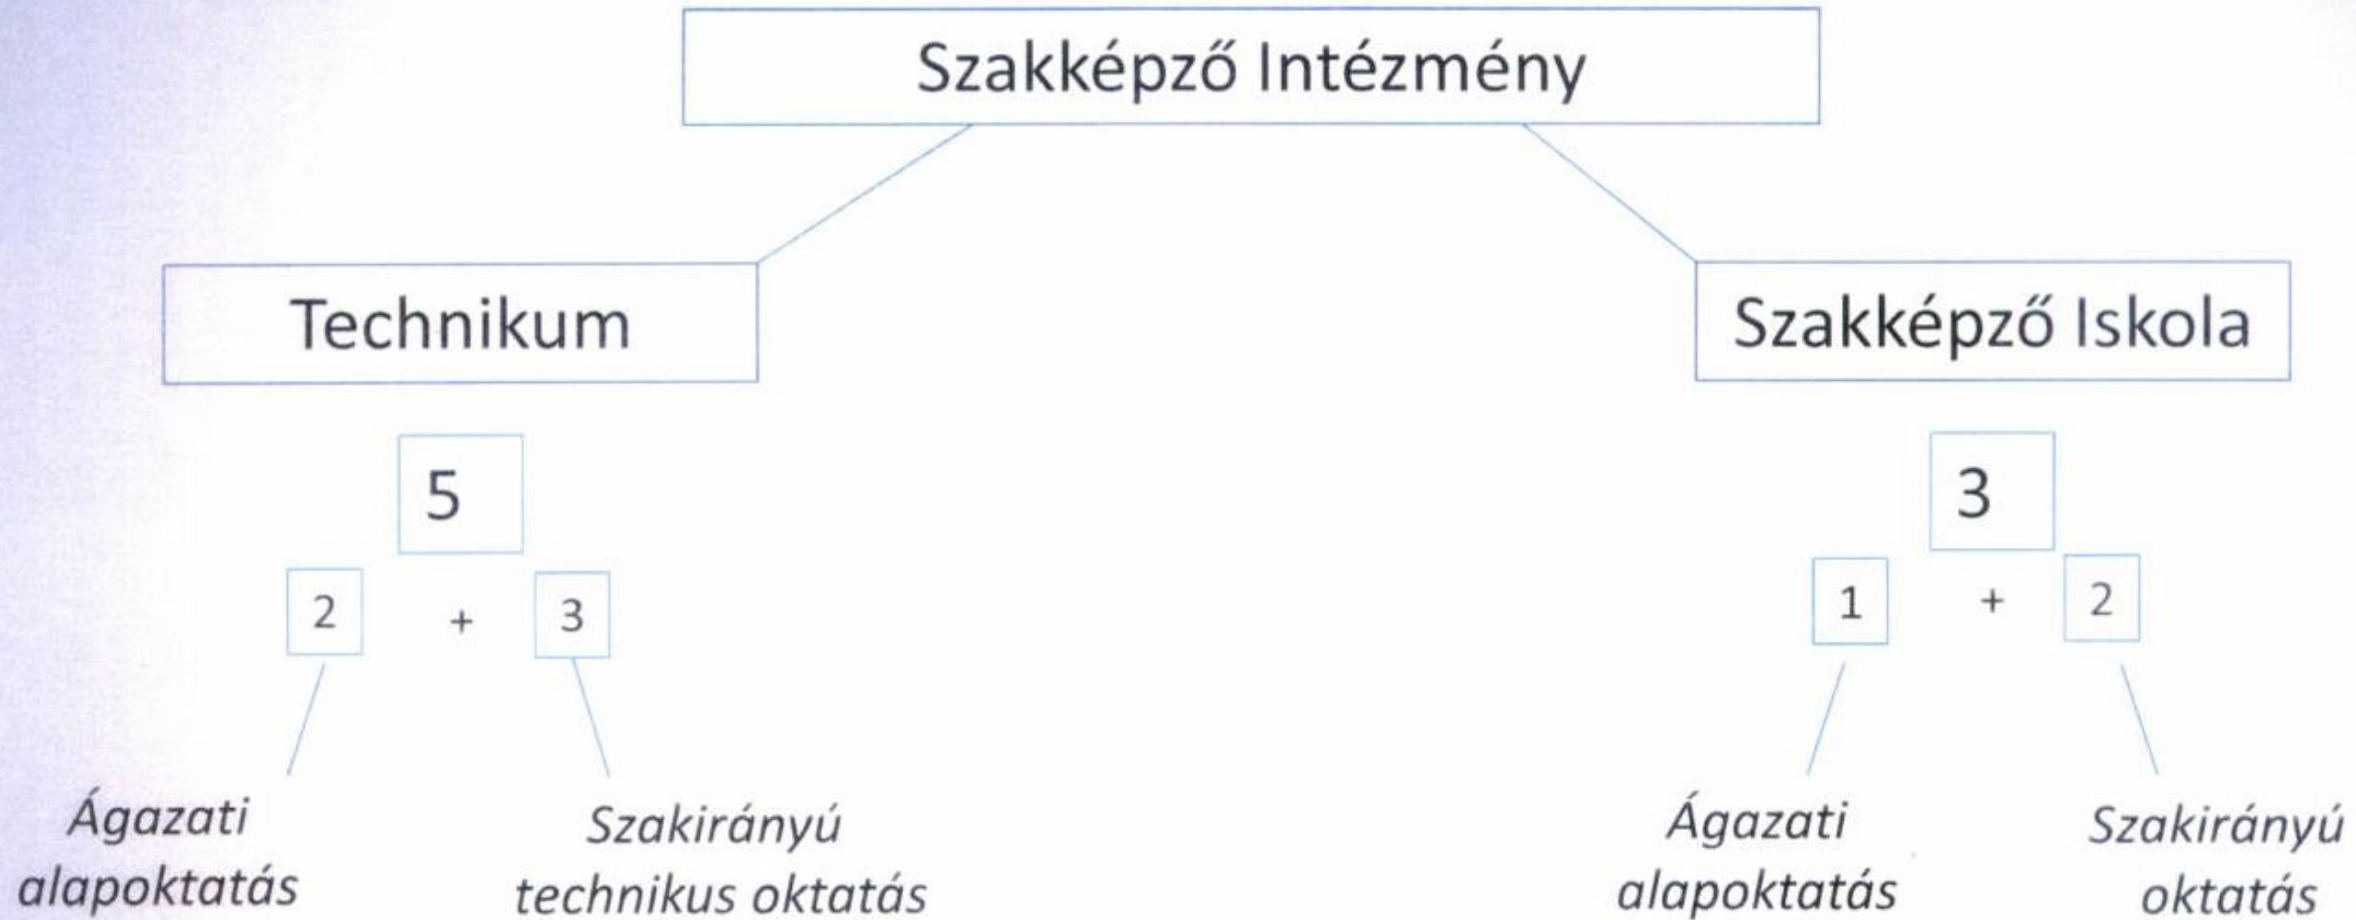 Szakképző Intézmény
Technikum
Szakképző Iskola
5
3
2 + 3
1 + 2
Ágazati
alapoktatás
Szakirányú
technikus oktatás
Ágazati
alapoktatás
Szakirányú
oktatás